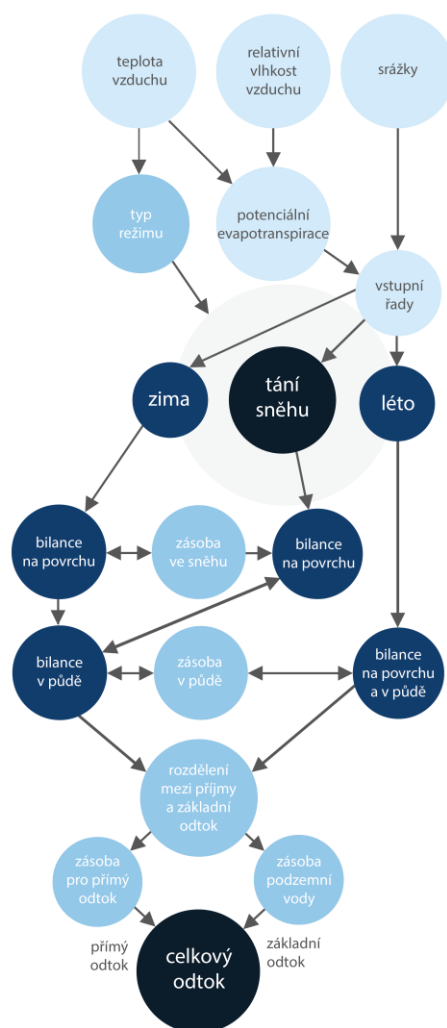 teplota
vzduchu
relativní
vlhkost
vzduchu
srážky
typ
režimu
potenciální
evapotranspirace
vstupní
řady
zima
tání
sněhu
léto
bilance
na povrchu
zásoba
ve sněhu
bilance
na povrchu
bilance
v půdě
zásoba
v půdě
bilance
na povrchu
a v půdě
rozdělení
mezi příjmy
a základní
odtok
zásoba
pro přímý
odtok
zásoba
podzemní
vody
přímý
odtok
celkový
odtok
základní
odtok